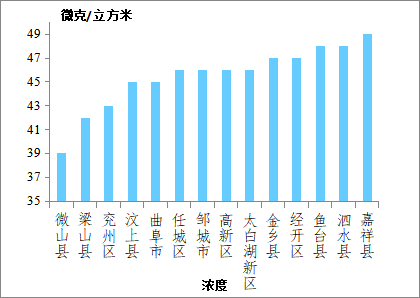 微克/立方米
49
47
45
43
41
39
37
35
微山县
梁山县
兖州区
汶上县
曲阜市
任城区
邹城市
高新区
太白湖新区
金乡县
经开区
鱼台县
泗水县
嘉祥县
浓度